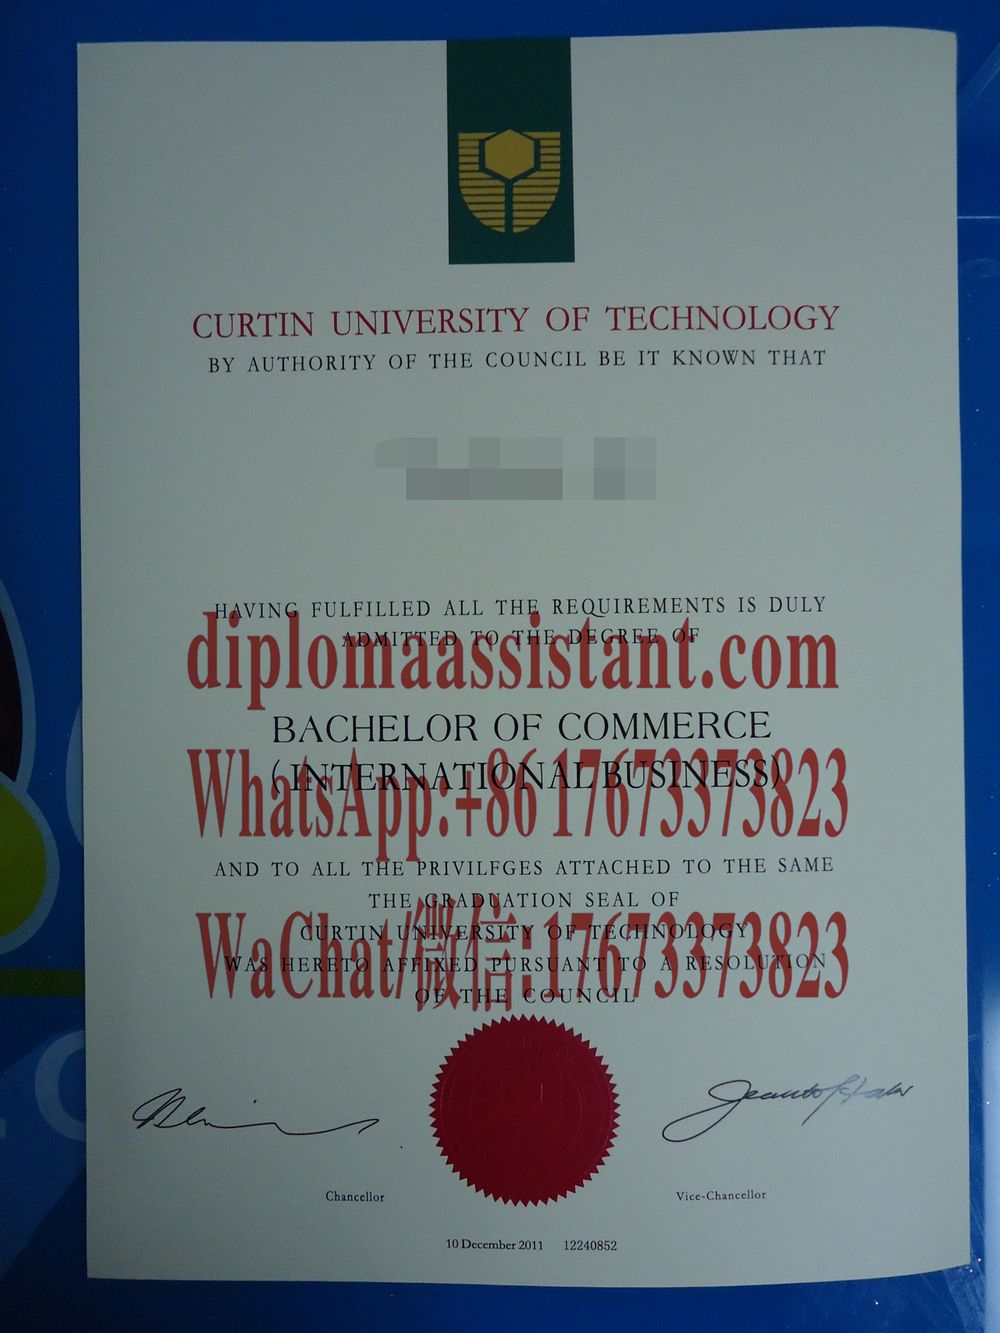 CURTIN UNIVERSITY OF TECHNOLOGY
BY AUTHORITY OF THE COUNCIL BE IT KNOWN THAT
HAVING FULFILLED ALL THE REQUIREMENTS IS DULY
ADMITTED TO THE DEGREE OF
diplomaassistant.com
BACHELOR OF COMMERCE
(INTERNATIONAL BUSINESS)
WhatsApp:+86 17673373823
AND TO ALL THE PRIVILFGES ATTACHED TO THE SAME
THE GRADUATION SEAL OF
CURTIN UNIVERSITY OF TECHNOLOGY
WaChat/微信:17673373823
WAS HERETO AFFIXED PURSUANT TO A RESOLUTION
OF THE COUNCIL
Chancellor
Vice-Chancellor
10 December 2011 12240852